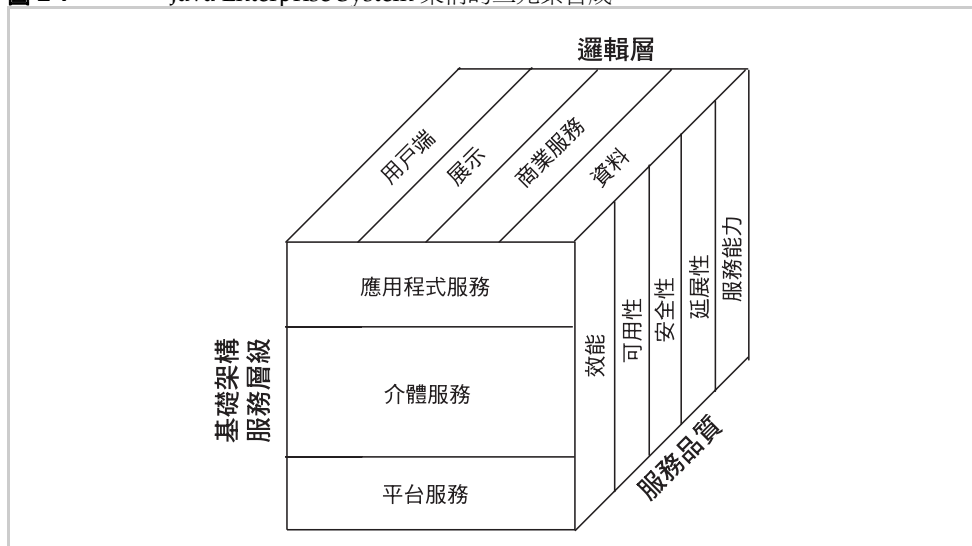 邏輯層
用戶端
展示
商業服務
資料
應用程式服務
介體服務
平台服務
基礎架構
服務層級
效能
可用性
安全性
延展性
服務能力
服務品質